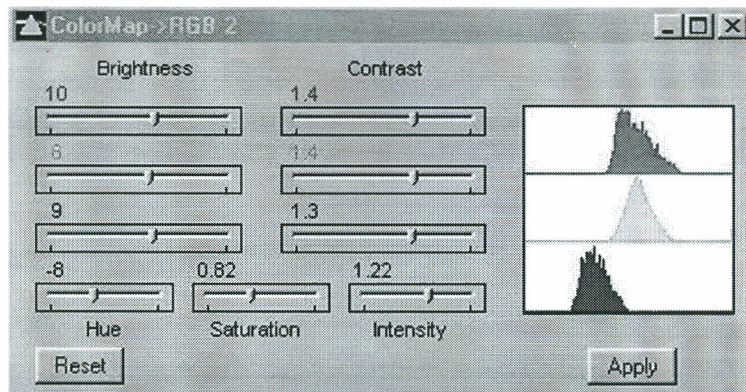 ColorMap->RGB 2
Brightness Contrast
10 1.4
6 1.4
9 1.3
-8 0.82 1.22
Hue Saturation Intensity
Reset Apply